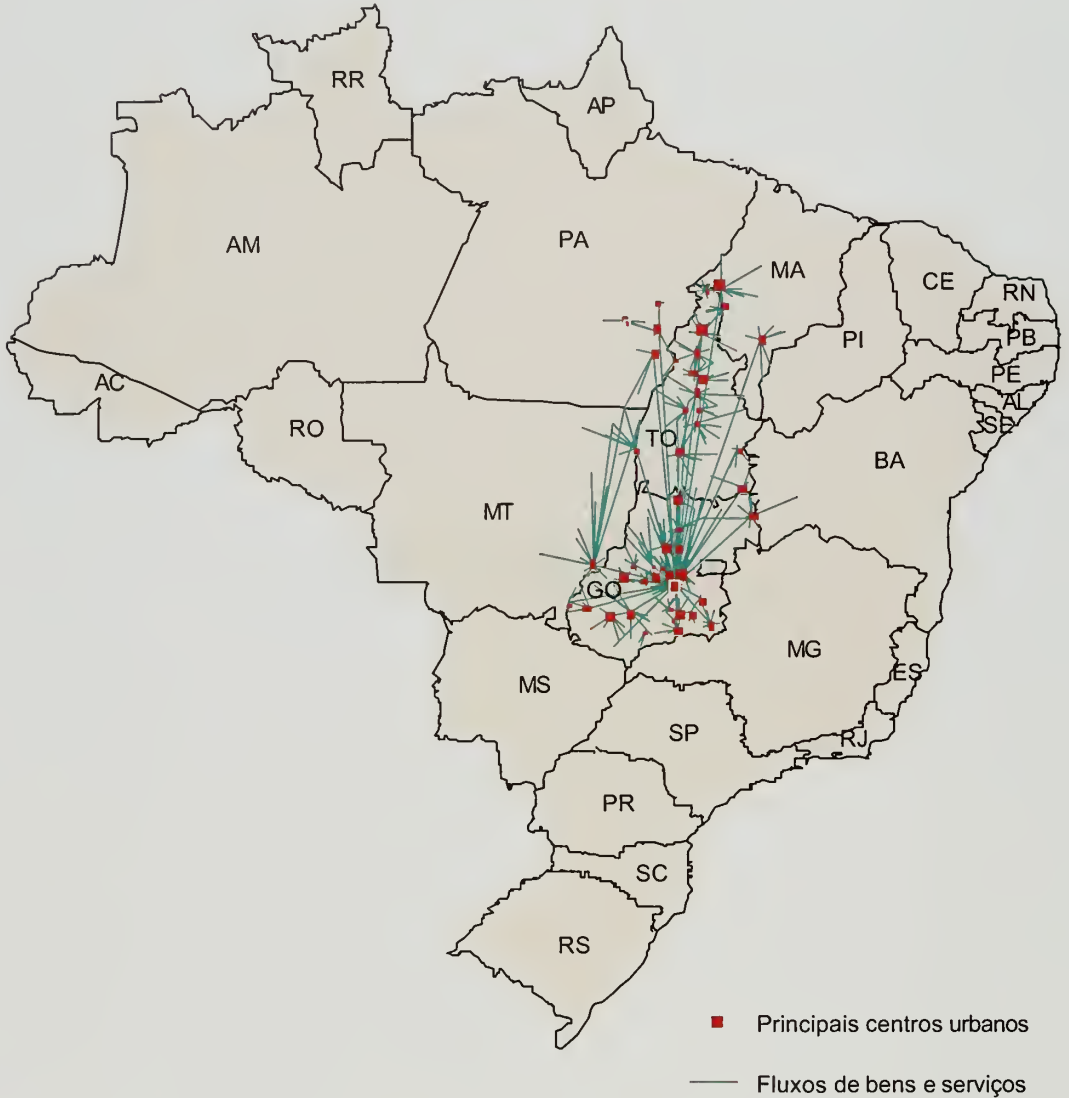 RR
AP
AM
PA
MA
CE
RN
PB
PI
PE
AC
AL
SE
RO
TO
BA
MT
GO
MG
ES
MS
SP
RJ
PR
SC
RS
Principais centros urbanos
Fluxos de bens e serviços